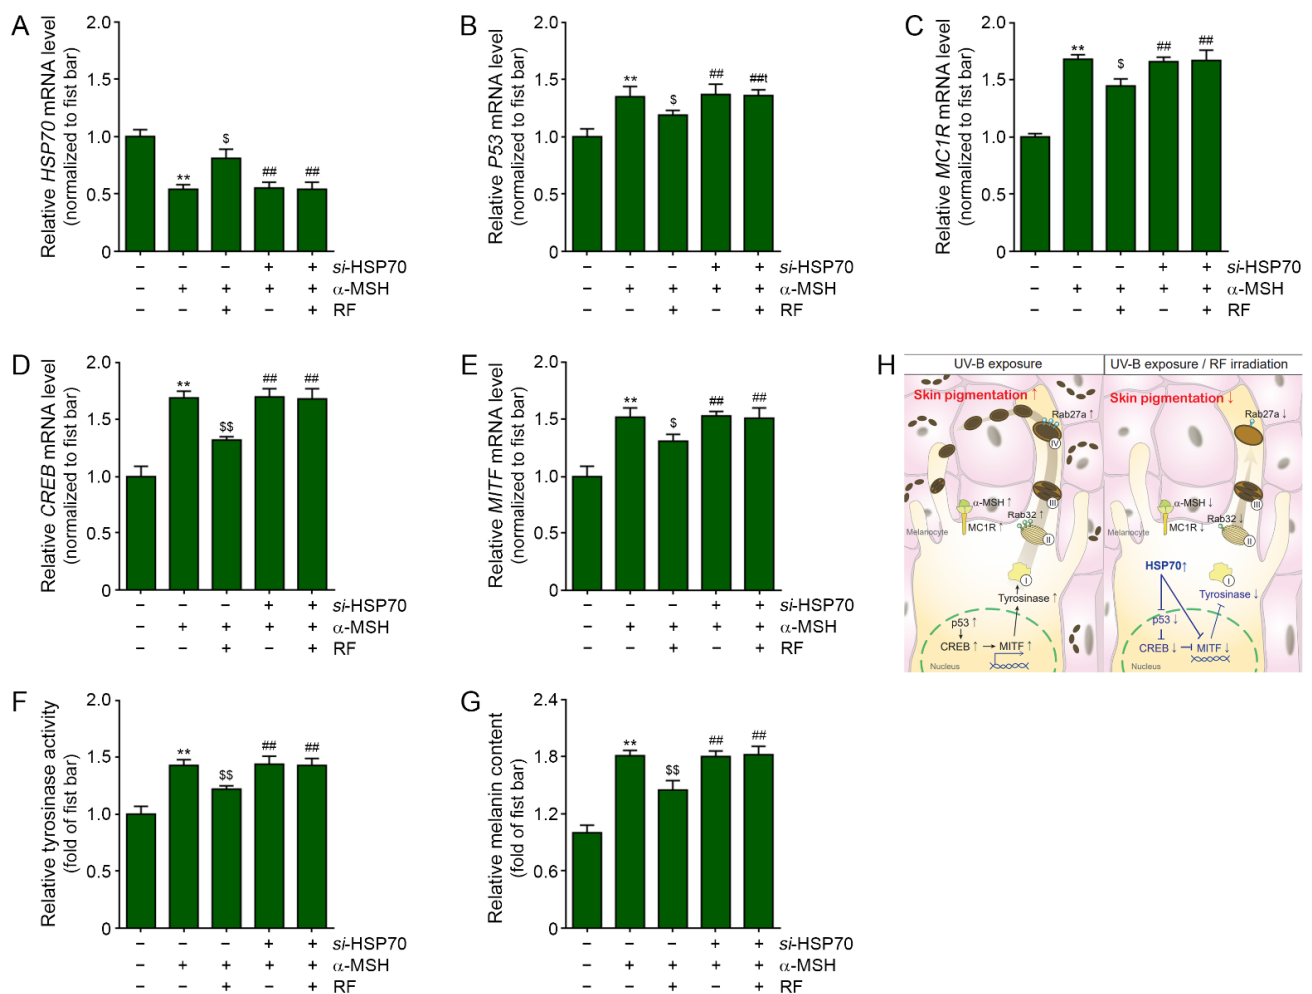 A
Relative HSP70 mRNA level
(normalized to fist bar)
2.0
1.5
1.0
0.5
0
**
$
##
##
– – – + + si-HSP70
– + + + + α-MSH
– – + – + RF
B
Relative P53 mRNA level
(normalized to fist bar)
2.0
1.5
1.0
0.5
0
**
$
##
– – – + + si-HSP70
– + + + + α-MSH
– – + – + RF
C
Relative MC1R mRNA level
(normalized to fist bar)
2.0
1.5
1.0
0.5
0
**
$
##
##
– – – + + si-HSP70
– + + + + α-MSH
– – + – + RF
D
Relative CREB mRNA level
(normalized to fist bar)
2.0
1.5
1.0
0.5
0
**
$$
##
##
– – – + + si-HSP70
– + + + + α-MSH
– – + – + RF
E
Relative MITF mRNA level
(normalized to fist bar)
2.0
1.5
1.0
0.5
0
**
$
##
##
– – – + + si-HSP70
– + + + + α-MSH
– – + – + RF
H
UV-B exposure
Skin pigmentation ↑
Rab27a ↑
IV
III
α-MSH ↑
MC1R ↑
Rab32 ↑
II
Melanocyte
I
Tyrosinase ↑
p53 ↑
CREB ↑ → MITF ↑
Nucleus
UV-B exposure / RF irradiation
Skin pigmentation ↓
Rab27a ↓
III
α-MSH ↓
MC1R ↓
Rab32 ↓
II
Melanocyte
HSP70↑
I
Tyrosinase ↓
p53 ↓
CREB ↓ ⊣ MITF ↓
Nucleus
F
Relative tyrosinase activity
(fold of fist bar)
2.0
1.5
1.0
0.5
0
**
$$
##
##
– – – + + si-HSP70
– + + + + α-MSH
– – + – + RF
G
Relative melanin content
(fold of fist bar)
2.4
1.8
1.2
0.6
0
**
$$
##
##
– – – + + si-HSP70
– + + + + α-MSH
– – + – + RF